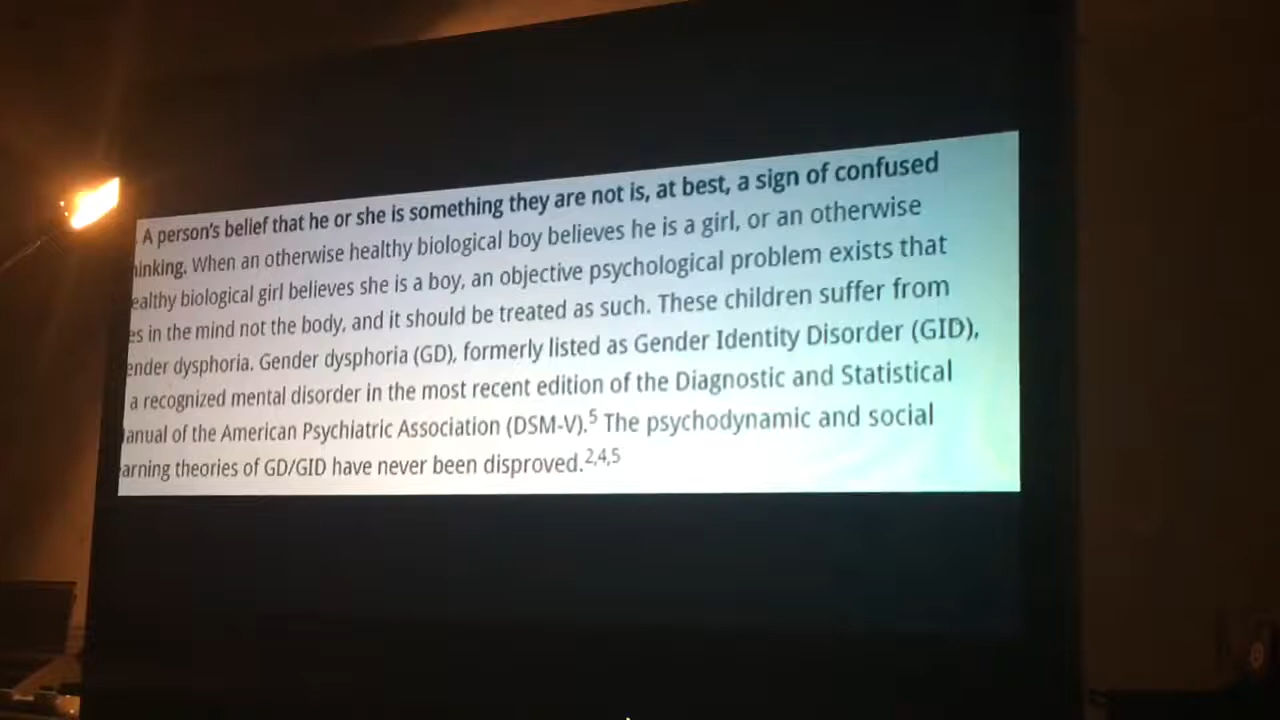 A person's belief that he or she is something they are not is, at best, a sign of confused
inking. When an otherwise healthy biological boy believes he is a girl, or an otherwise
ealthy biological girl believes she is a boy, an objective psychological problem exists that
es in the mind not the body, and it should be treated as such. These children suffer from
ender dysphoria. Gender dysphoria (GD), formerly listed as Gender Identity Disorder (GID),
a recognized mental disorder in the most recent edition of the Diagnostic and Statistical
anual of the American Psychiatric Association (DSM-V).5 The psychodynamic and social
arning theories of GD/GID have never been disproved.2,4,5